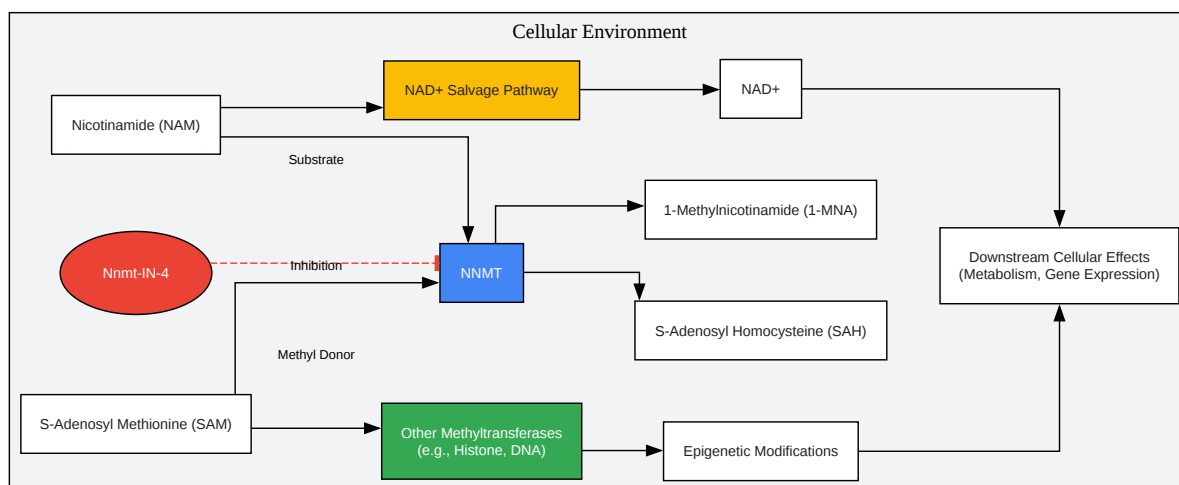 Cellular Environment
NAD+ Salvage Pathway
NAD+
Nicotinamide (NAM)
Substrate
1-Methylnicotinamide (1-MNA)
Nnmt-IN-4
Inhibition
NNMT
Downstream Cellular Effects
(Metabolism, Gene Expression)
S-Adenosyl Homocysteine (SAH)
Methyl Donor
S-Adenosyl Methionine (SAM)
Other Methyltransferases
(e.g., Histone, DNA)
Epigenetic Modifications